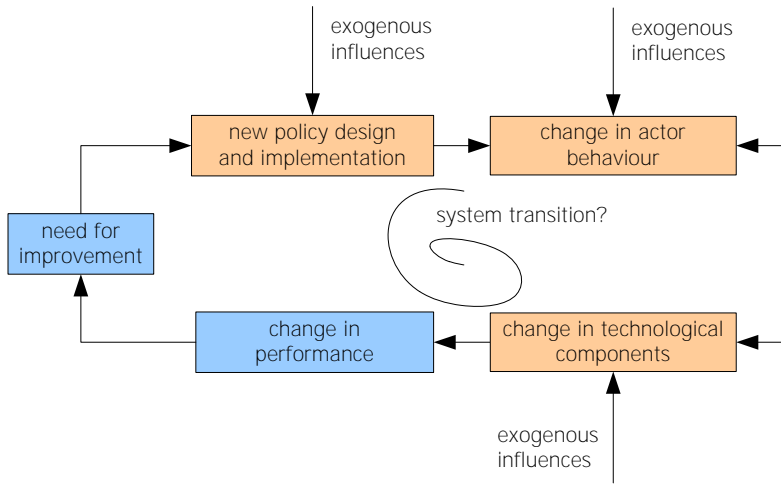 exogenous
influences
exogenous
influences
new policy design
and implementation
change in actor
behaviour
system transition?
need for
improvement
change in
performance
change in technological
components
exogenous
influences